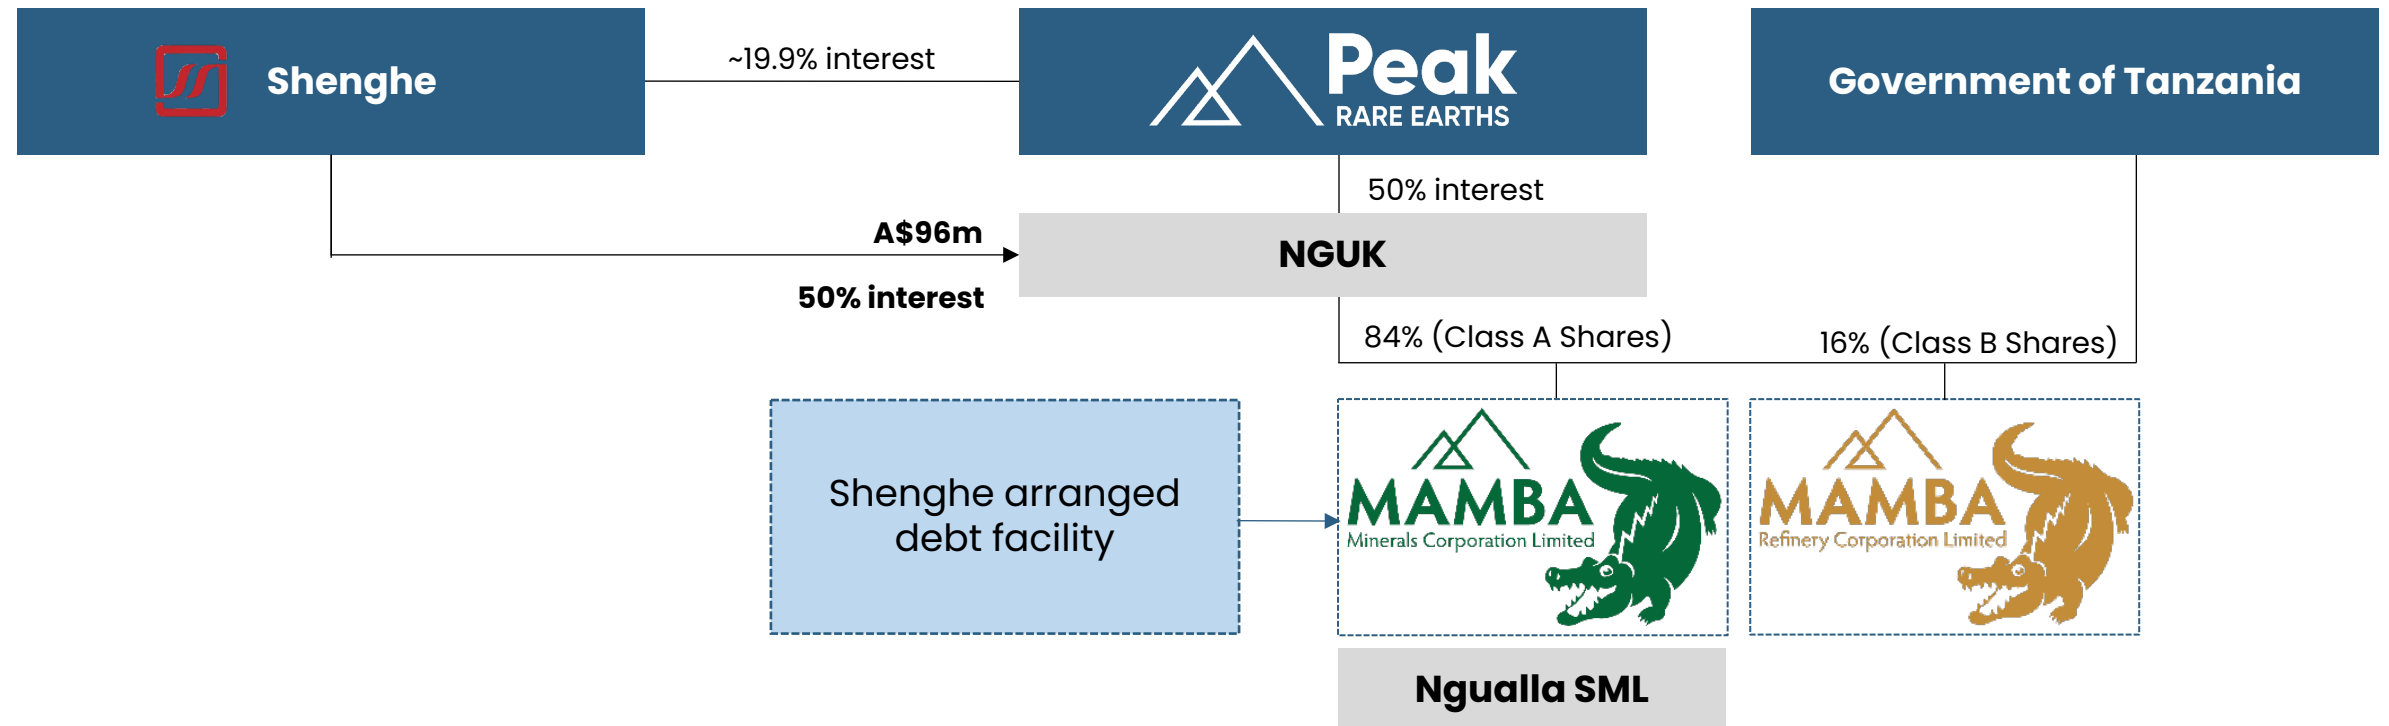 Shenghe
~19.9% interest
Peak
RARE EARTHS
Government of Tanzania
50% interest
A$96m
50% interest
NGUK
84% (Class A Shares)
16% (Class B Shares)
Shenghe arranged
debt facility
MAMBA
Minerals Corporation Limited
MAMBA
Refinery Corporation Limited
Ngualla SML